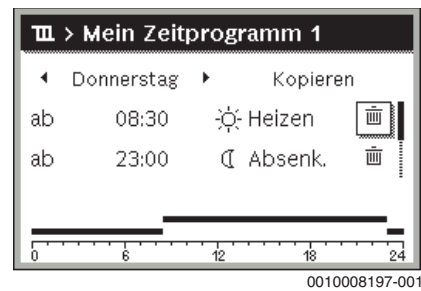 > Mein Zeitprogramm 1
Donnerstag Kopieren
ab 08:30 Heizen
ab 23:00 Absenk.
0 6 12 18 24
0010008197-001